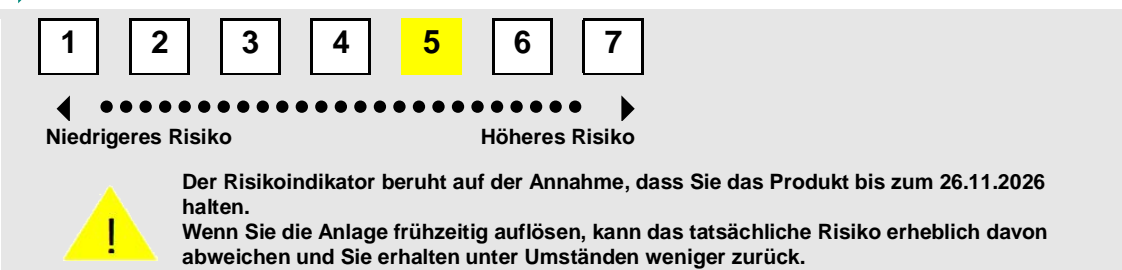 1 2 3 4 5 6 7
Niedrigeres Risiko Höheres Risiko
Der Risikoindikator beruht auf der Annahme, dass Sie das Produkt bis zum 26.11.2026
halten.
Wenn Sie die Anlage frühzeitig auflösen, kann das tatsächliche Risiko erheblich davon
abweichen und Sie erhalten unter Umständen weniger zurück.
!